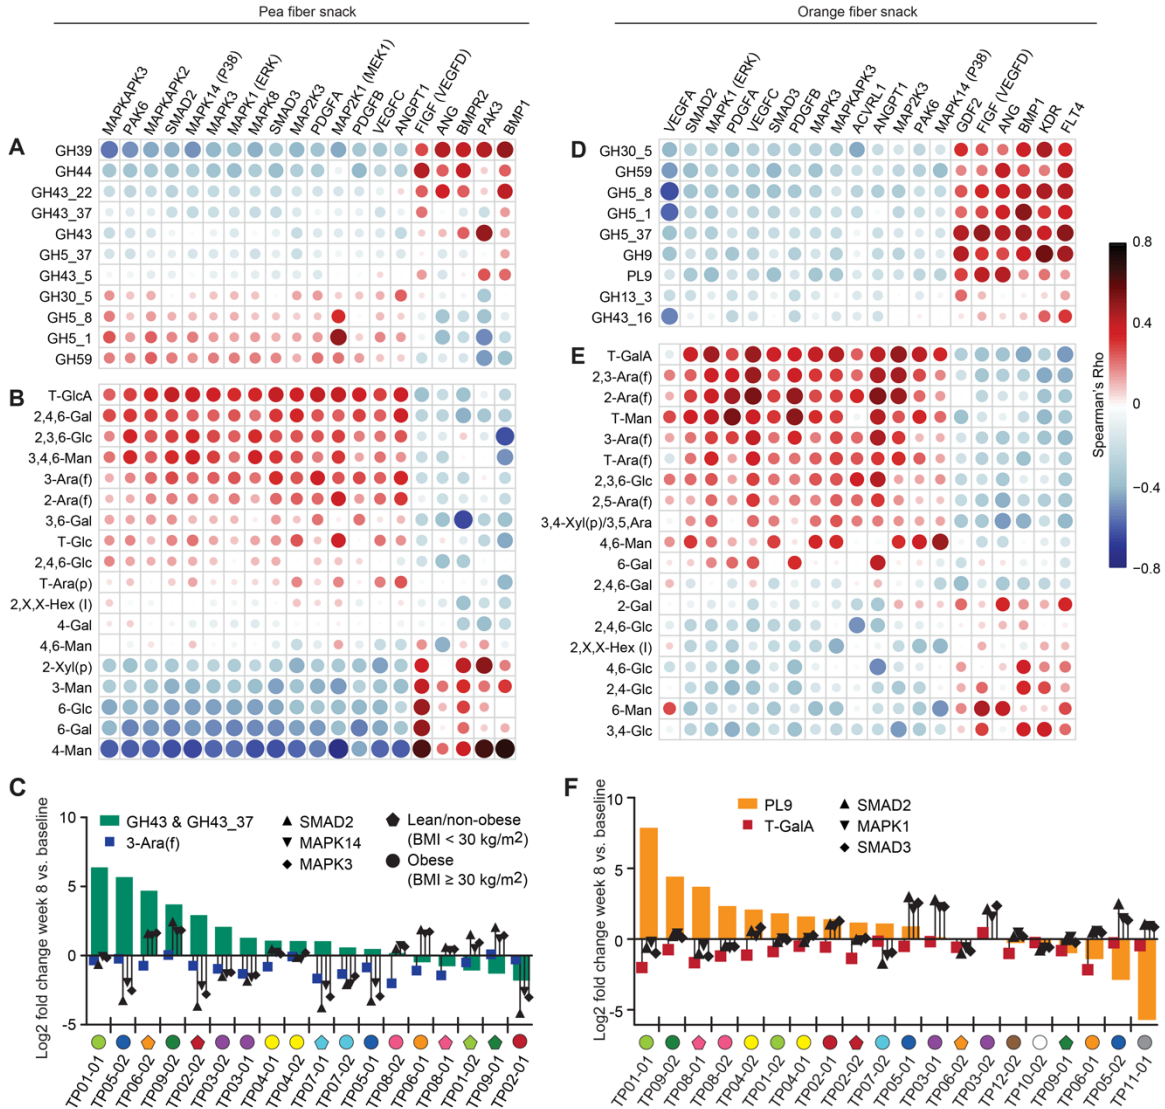 Pea fiber snack
Orange fiber snack
MAPKAPK3
PAK6
MAPKAPK2
SMAD2
MAPK14 (P38)
MAPK3
MAPK1 (ERK)
MAPK8
SMAD3
MAP2K3
PDGFA
MAP2K1 (MEK1)
PDGFB
VEGFC
ANGPT1
FIGF (VEGFD)
ANG
BMPR2
PAK3
BMP1
VEGFA
SMAD2
MAPK1 (ERK)
PDGFA
VEGFC
SMAD3
PDGFB
MAPK3
MAPKAPK3
ACVRL1
ANGPT1
MAP2K3
PAK6
MAPK14 (P38)
GDF2
FIGF (VEGFD)
ANG
BMP1
KDR
FLT4
A
GH39
GH44
GH43_22
GH43_37
GH43
GH5_37
GH43_5
GH30_5
GH5_8
GH5_1
GH59
D
GH30_5
GH59
GH5_8
GH5_1
GH5_37
GH9
PL9
GH13_3
GH43_16
B
T-GlcA
2,4,6-Gal
2,3,6-Glc
3,4,6-Man
3-Ara(f)
2-Ara(f)
3,6-Gal
T-Glc
2,4,6-Glc
T-Ara(p)
2,X,X-Hex (I)
4-Gal
4,6-Man
2-Xyl(p)
3-Man
6-Glc
6-Gal
4-Man
E
T-GalA
2,3-Ara(f)
2-Ara(f)
T-Man
3-Ara(f)
T-Ara(f)
2,3,6-Glc
2,5-Ara(f)
3,4-Xyl(p)/3,5,Ara
4,6-Man
6-Gal
2,4,6-Gal
2-Gal
2,4,6-Glc
2,X,X-Hex (I)
4,6-Glc
2,4-Glc
6-Man
3,4-Glc
0.8
0.4
0
−0.4
−0.8
Spearman's Rho
C
Log2 fold change week 8 vs. baseline
10
5
0
-5
GH43 & GH43_37
3-Ara(f)
SMAD2
MAPK14
MAPK3
Lean/non-obese
(BMI < 30 kg/m2)
Obese
(BMI ≥ 30 kg/m2)
TP01-01
TP05-02
TP06-02
TP09-02
TP02-02
TP03-02
TP03-01
TP04-01
TP04-02
TP07-01
TP07-02
TP05-01
TP08-02
TP06-01
TP08-01
TP01-02
TP09-01
TP02-01
F
Log2 fold change week 8 vs. baseline
10
5
0
-5
PL9
T-GalA
SMAD2
MAPK1
SMAD3
TP01-01
TP09-02
TP08-01
TP08-02
TP04-02
TP01-02
TP04-01
TP02-01
TP02-02
TP07-02
TP05-01
TP03-01
TP06-02
TP03-02
TP12-02
TP10-02
TP09-01
TP06-01
TP05-02
TP11-01